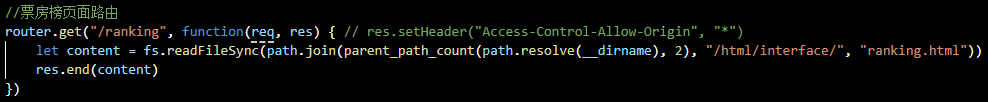 //票房榜页面路由
router.get("/ranking", function(req, res) { // res.setHeader("Access-Control-Allow-Origin", "*")
    let content = fs.readFileSync(path.join(parent_path_count(path.resolve(__dirname), 2), "/html/interface/", "ranking.html"))
    res.end(content)
})